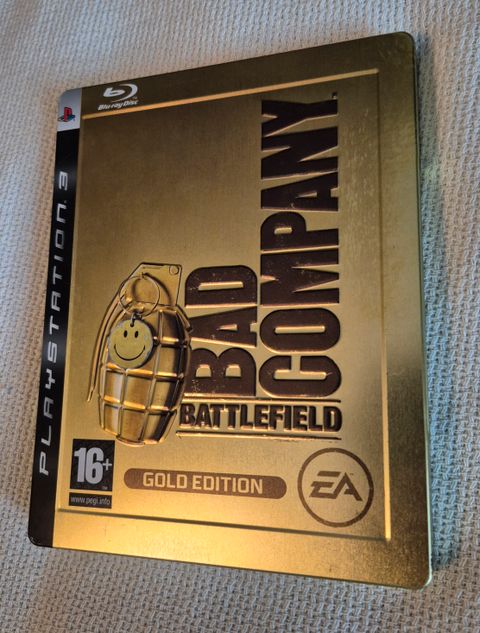 PLAYSTATION 3
Blu-ray Disc
BAD
COMPANY
BATTLEFIELD
GOLD EDITION
16+
www.pegi.info
EA